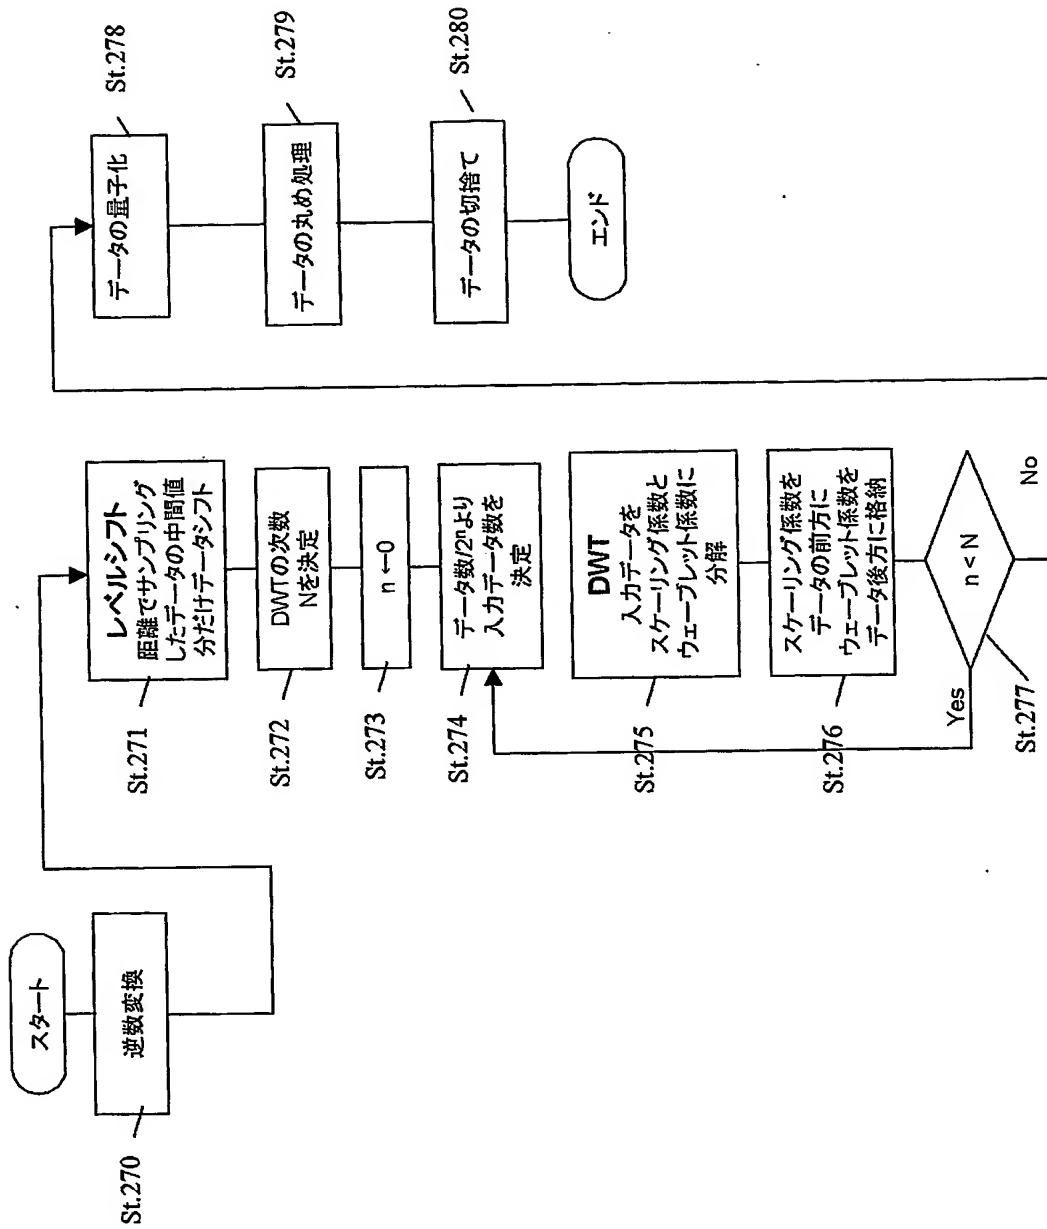 スタート
逆数変換
St.270
レベルシフト
距離でサンプリング
したデータの中間値
分だけデータシフト
St.271
DWTの次数
Nを決定
St.272
n ←0
St.273
データ数/2ⁿより
入力データ数を
決定
St.274
DWT
入力データを
スケーリング係数と
ウェーブレット係数に
分解
St.275
スケーリング係数を
データの前方に
ウェーブレット係数を
データ後方に格納
St.276
n < N
Yes
No
St.277
データの量子化
St.278
データの丸め処理
St.279
データの切捨て
St.280
エンド